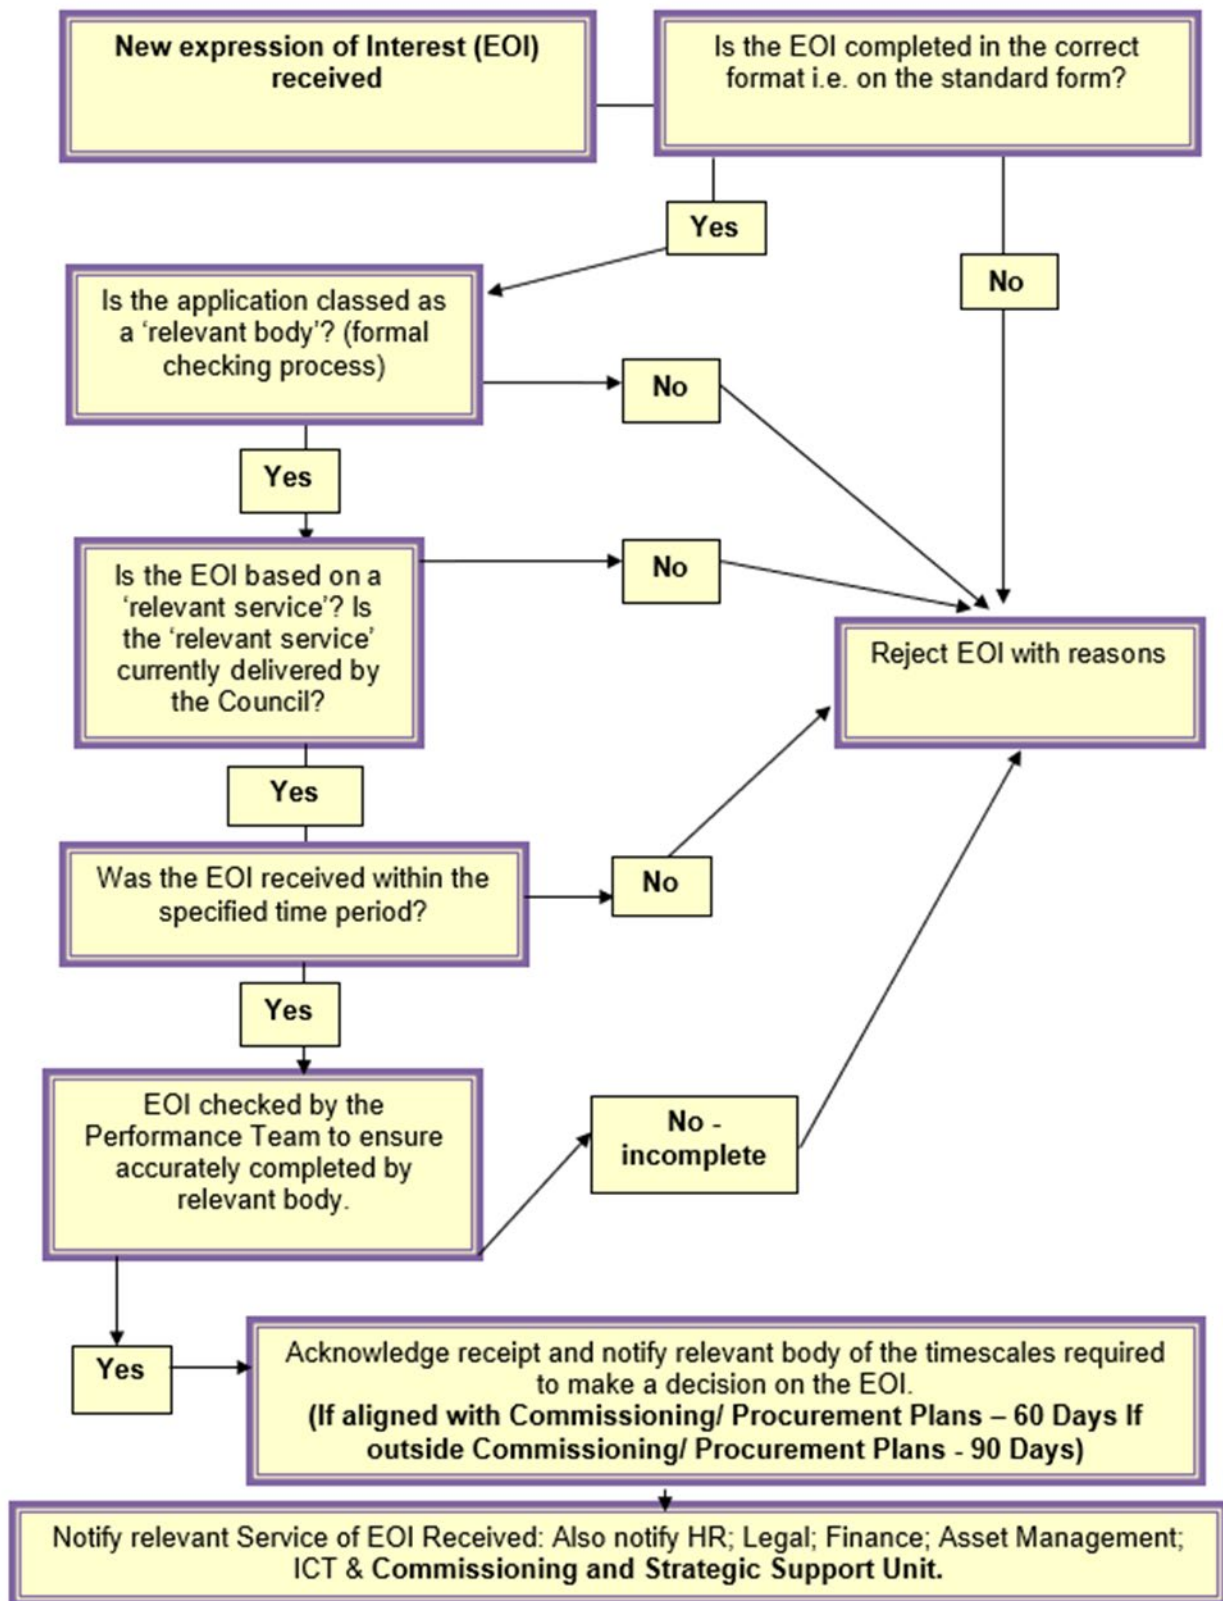 New expression of Interest (EOI)
received
Is the EOI completed in the correct
format i.e. on the standard form?
Yes
No
Is the application classed as
a ‘relevant body’? (formal
checking process)
No
Yes
Is the EOI based on a
‘relevant service’? Is
the ‘relevant service’
currently delivered by
the Council?
No
Reject EOI with reasons
Yes
Was the EOI received within the
specified time period?
No
Yes
EOI checked by the
Performance Team to ensure
accurately completed by
relevant body.
No -
incomplete
Yes
Acknowledge receipt and notify relevant body of the timescales required
to make a decision on the EOI.
(If aligned with Commissioning/ Procurement Plans – 60 Days If
outside Commissioning/ Procurement Plans - 90 Days)
Notify relevant Service of EOI Received: Also notify HR; Legal; Finance; Asset Management;
ICT & Commissioning and Strategic Support Unit.